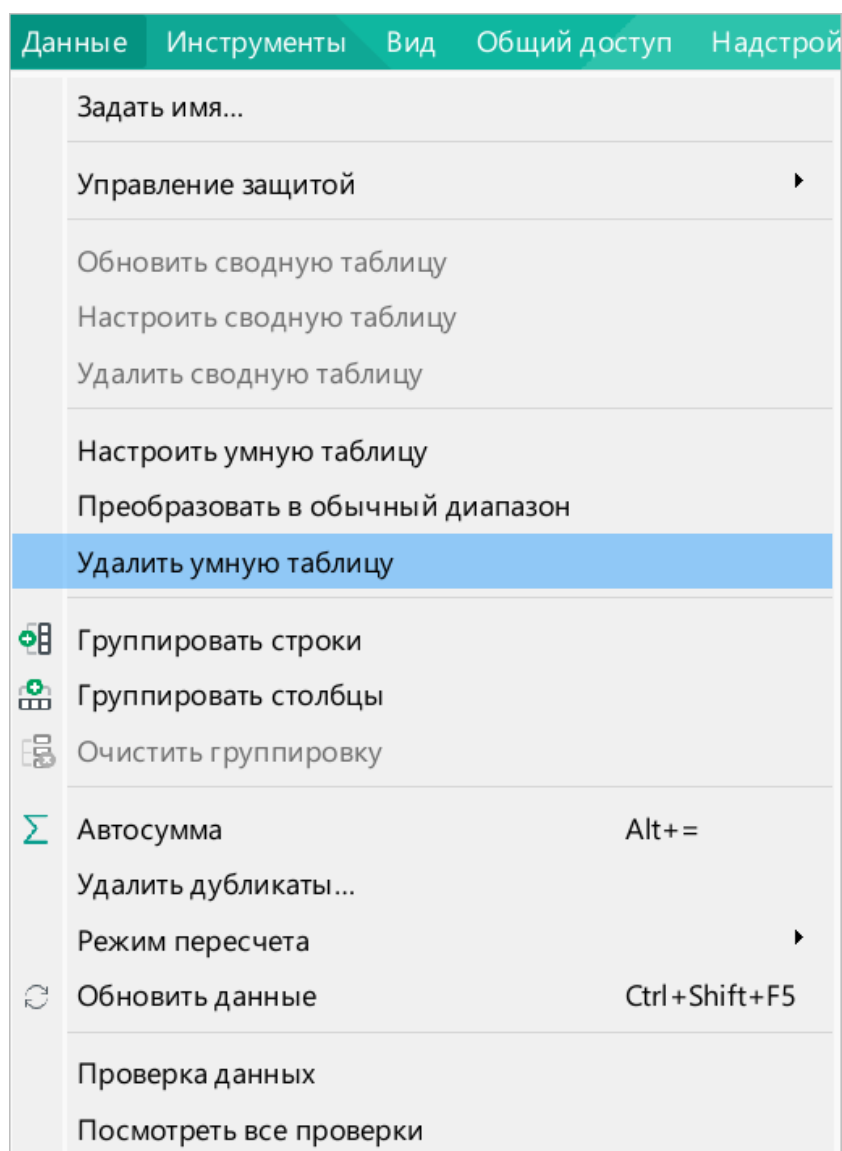 Данные Инструменты Вид Общий доступ Надстрой
Задать имя...
Управление защитой
Обновить сводную таблицу
Настроить сводную таблицу
Удалить сводную таблицу
Настроить умную таблицу
Преобразовать в обычный диапазон
Удалить умную таблицу
Группировать строки
Группировать столбцы
Очистить группировку
Автосумма Alt+=
Удалить дубликаты...
Режим пересчета
Обновить данные Ctrl+Shift+F5
Проверка данных
Посмотреть все проверки